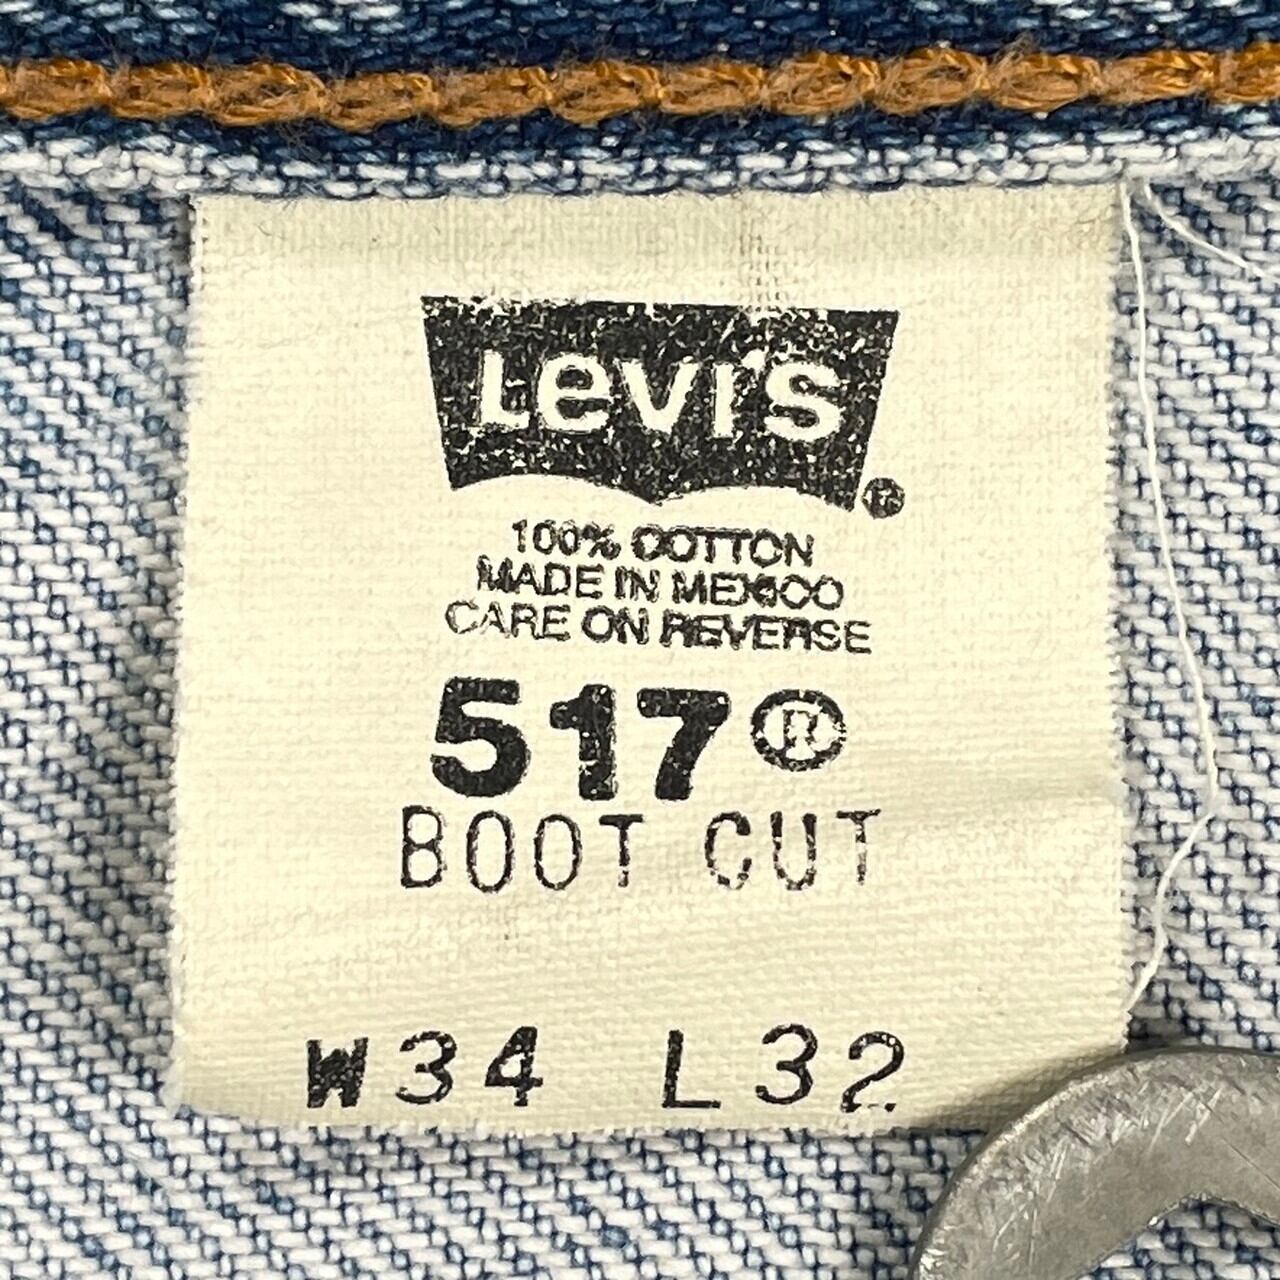 Levi's ®
100% COTTON
MADE IN MEXICO
CARE ON REVERSE
517®
BOOT CUT
W34 L32